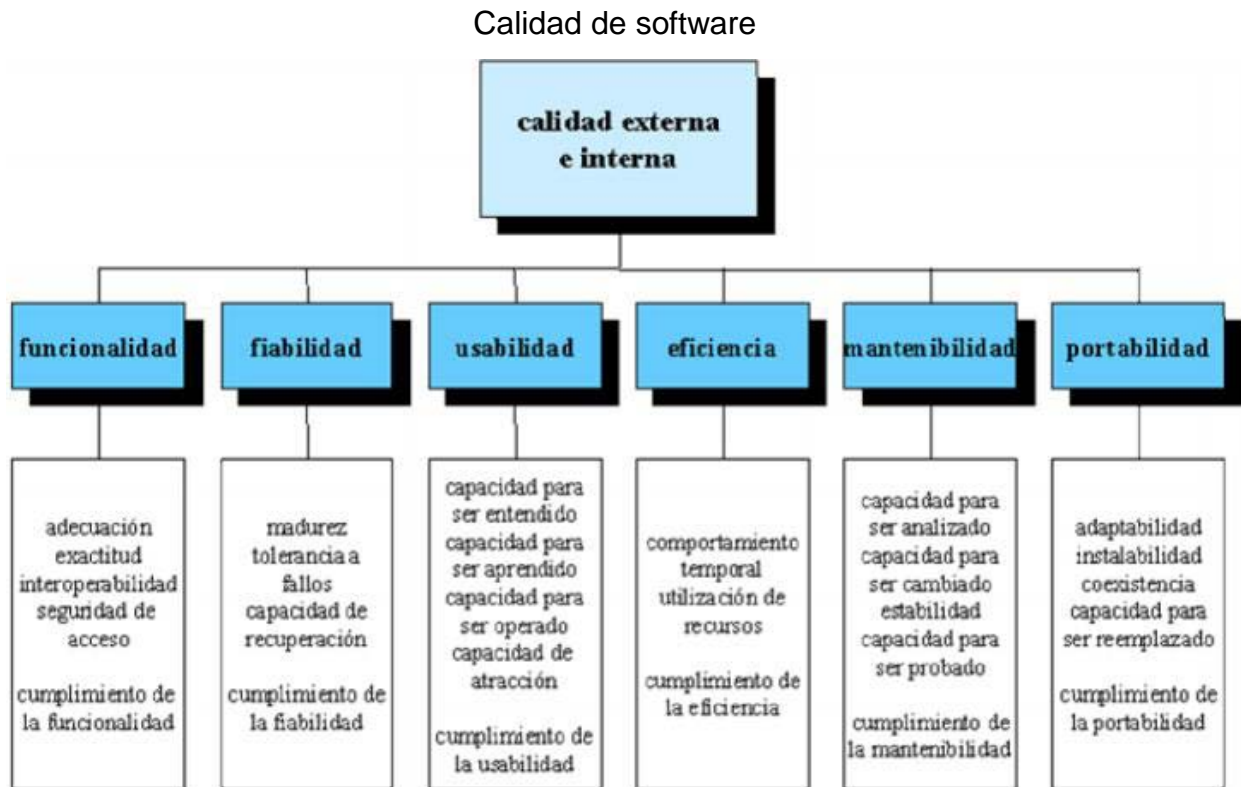 Calidad de software
calidad externa
e interna
funcionalidad
fiabilidad
usabilidad
eficiencia
mantenibilidad
portabilidad
adecuación
exactitud
interoperabilidad
seguridad de
acceso
cumplimiento de
la funcionalidad
madurez
tolerancia a
fallos
capacidad de
recuperación
cumplimiento de
la fiabilidad
capacidad para
ser entendido
capacidad para
ser aprendido
capacidad para
ser operado
capacidad de
atracción
cumplimiento de
la usabilidad
comportamiento
temporal
utilización de
recursos
cumplimiento de
la eficiencia
capacidad para
ser analizado
capacidad para
ser cambiado
estabilidad
capacidad para
ser probado
cumplimiento de
la mantenibilidad
adaptabilidad
instalabilidad
coexistencia
capacidad para
ser reemplazado
cumplimiento de
la portabilidad